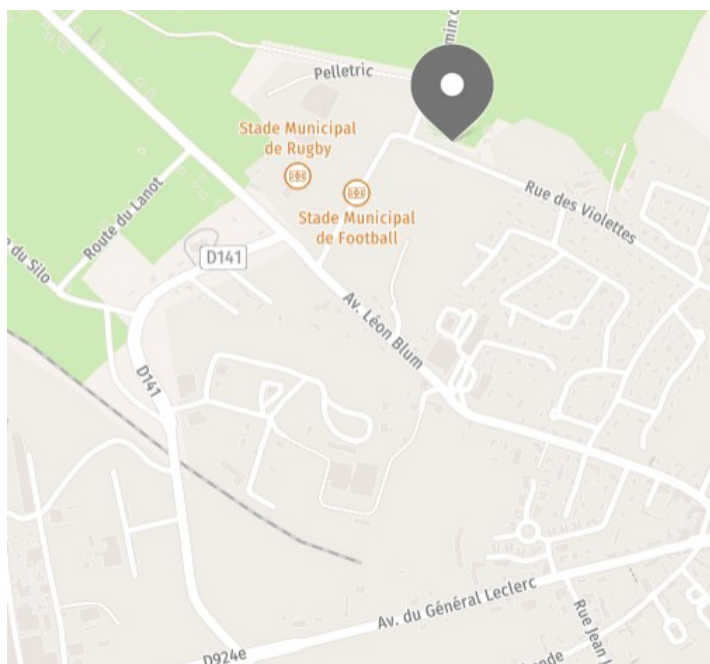 Pelletric
Stade Municipal
de Rugby
Stade Municipal
de Football
Rue des Violettes
Route du Lanot
du Silo
D141
Av. Léon Blum
D141
Av. du Général Leclerc
D924e
Rue Jean